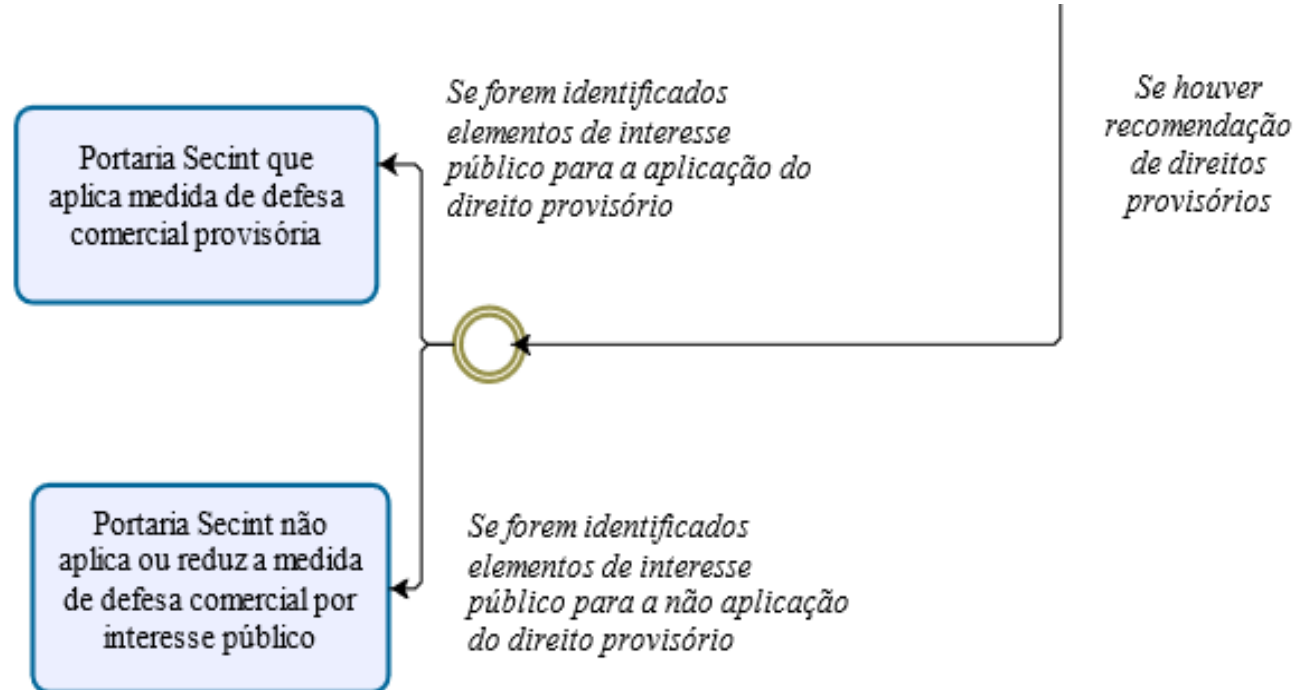 Se forem identificados
elementos de interesse
público para a aplicação do
direito provisório
Se houver
recomendação
de direitos
provisórios
Portaria Secint que
aplica medida de defesa
comercial provisória
Portaria Secint não
aplica ou reduz a medida
de defesa comercial por
interesse público
Se forem identificados
elementos de interesse
público para a não aplicação
do direito provisório